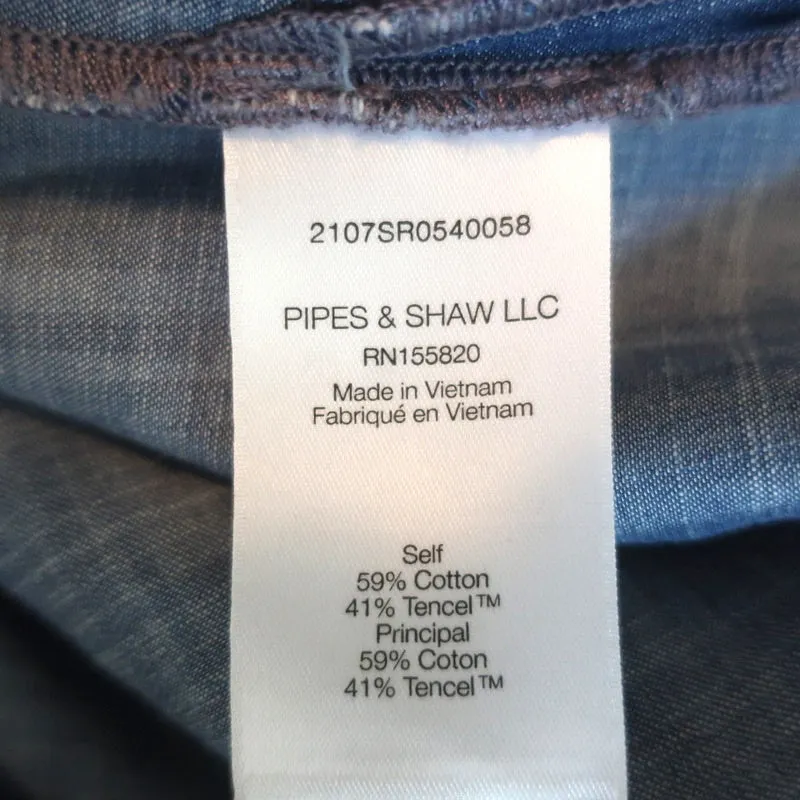 2107SR0540058
PIPES & SHAW LLC
RN155820
Made in Vietnam
Fabriqué en Vietnam
Self
59% Cotton
41% Tencel™
Principal
59% Coton
41% Tencel™